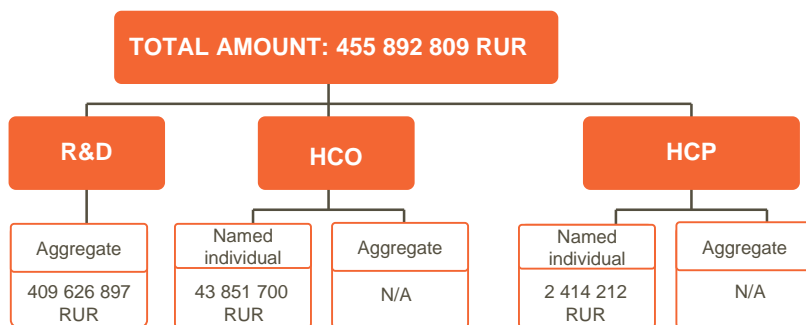 TOTAL AMOUNT: 455 892 809 RUR
R&D
HCO
HCP
Aggregate
409 626 897
RUR
Named
individual
43 851 700
RUR
Aggregate
N/A
Named
individual
2 414 212
RUR
Aggregate
N/A